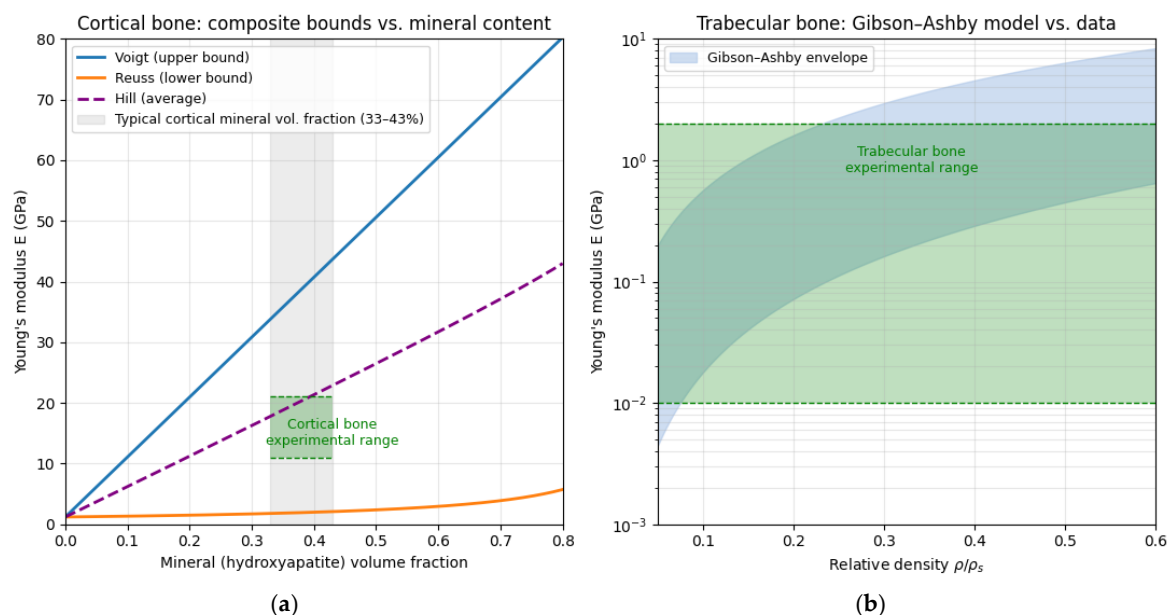 Cortical bone: composite bounds vs. mineral content
80
70
60
50
40
30
20
10
0
Young's modulus E (GPa)
Voigt (upper bound)
Reuss (lower bound)
Hill (average)
Typical cortical mineral vol. fraction (33–43%)
Cortical bone
experimental range
0.0 0.1 0.2 0.3 0.4 0.5 0.6 0.7 0.8
Mineral (hydroxyapatite) volume fraction
(a)
Trabecular bone: Gibson–Ashby model vs. data
10¹
10⁰
10⁻¹
10⁻²
10⁻³
Young's modulus E (GPa)
Gibson–Ashby envelope
Trabecular bone
experimental range
0.1 0.2 0.3 0.4 0.5 0.6
Relative density ρ/ρₛ
(b)